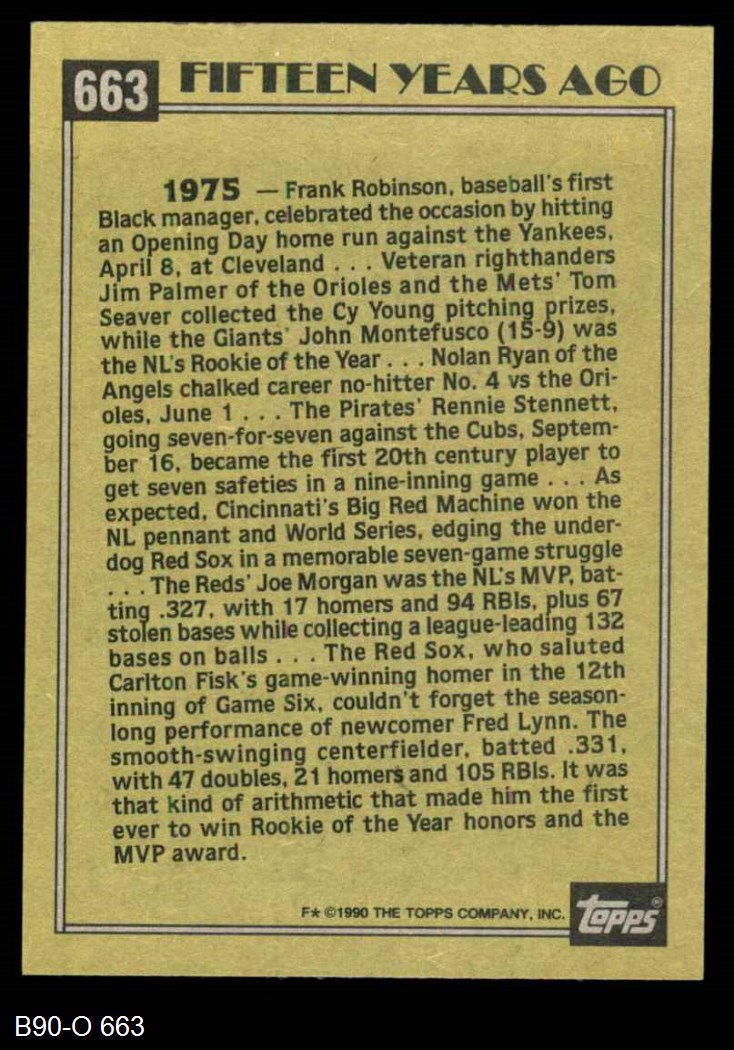 663 FIFTEEN YEARS AGO
1975 — Frank Robinson, baseball's first
Black manager, celebrated the occasion by hitting
an Opening Day home run against the Yankees,
April 8, at Cleveland . . . Veteran righthanders
Jim Palmer of the Orioles and the Mets' Tom
Seaver collected the Cy Young pitching prizes,
while the Giants' John Montefusco (15-9) was
the NL's Rookie of the Year . . . Nolan Ryan of the
Angels chalked career no-hitter No. 4 vs the Ori-
oles, June 1 . . . The Pirates' Rennie Stennett,
going seven-for-seven against the Cubs, Septem-
ber 16, became the first 20th century player to
get seven safeties in a nine-inning game . . . As
expected, Cincinnati's Big Red Machine won the
NL pennant and World Series, edging the under-
dog Red Sox in a memorable seven-game struggle
. . . The Reds' Joe Morgan was the NL's MVP, bat-
ting .327, with 17 homers and 94 RBIs, plus 67
stolen bases while collecting a league-leading 132
bases on balls . . . The Red Sox, who saluted
Carlton Fisk's game-winning homer in the 12th
inning of Game Six, couldn't forget the season-
long performance of newcomer Fred Lynn. The
smooth-swinging centerfielder, batted .331,
with 47 doubles, 21 homers and 105 RBIs. It was
that kind of arithmetic that made him the first
ever to win Rookie of the Year honors and the
MVP award.
F★ ©1990 THE TOPPS COMPANY, INC.
topps®
B90-O 663